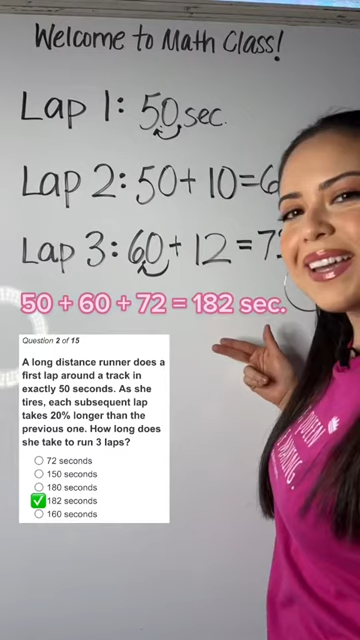 Welcome to Math Class!
Lap 1: 50 sec.
Lap 2: 50 + 10 = 6
Lap 3: 60 + 12 = 7
50 + 60 + 72 = 182 sec.
Question 2 of 15
A long distance runner does a
first lap around a track in
exactly 50 seconds. As she
tires, each subsequent lap
takes 20% longer than the
previous one. How long does
she take to run 3 laps?
72 seconds
150 seconds
180 seconds
182 seconds
160 seconds